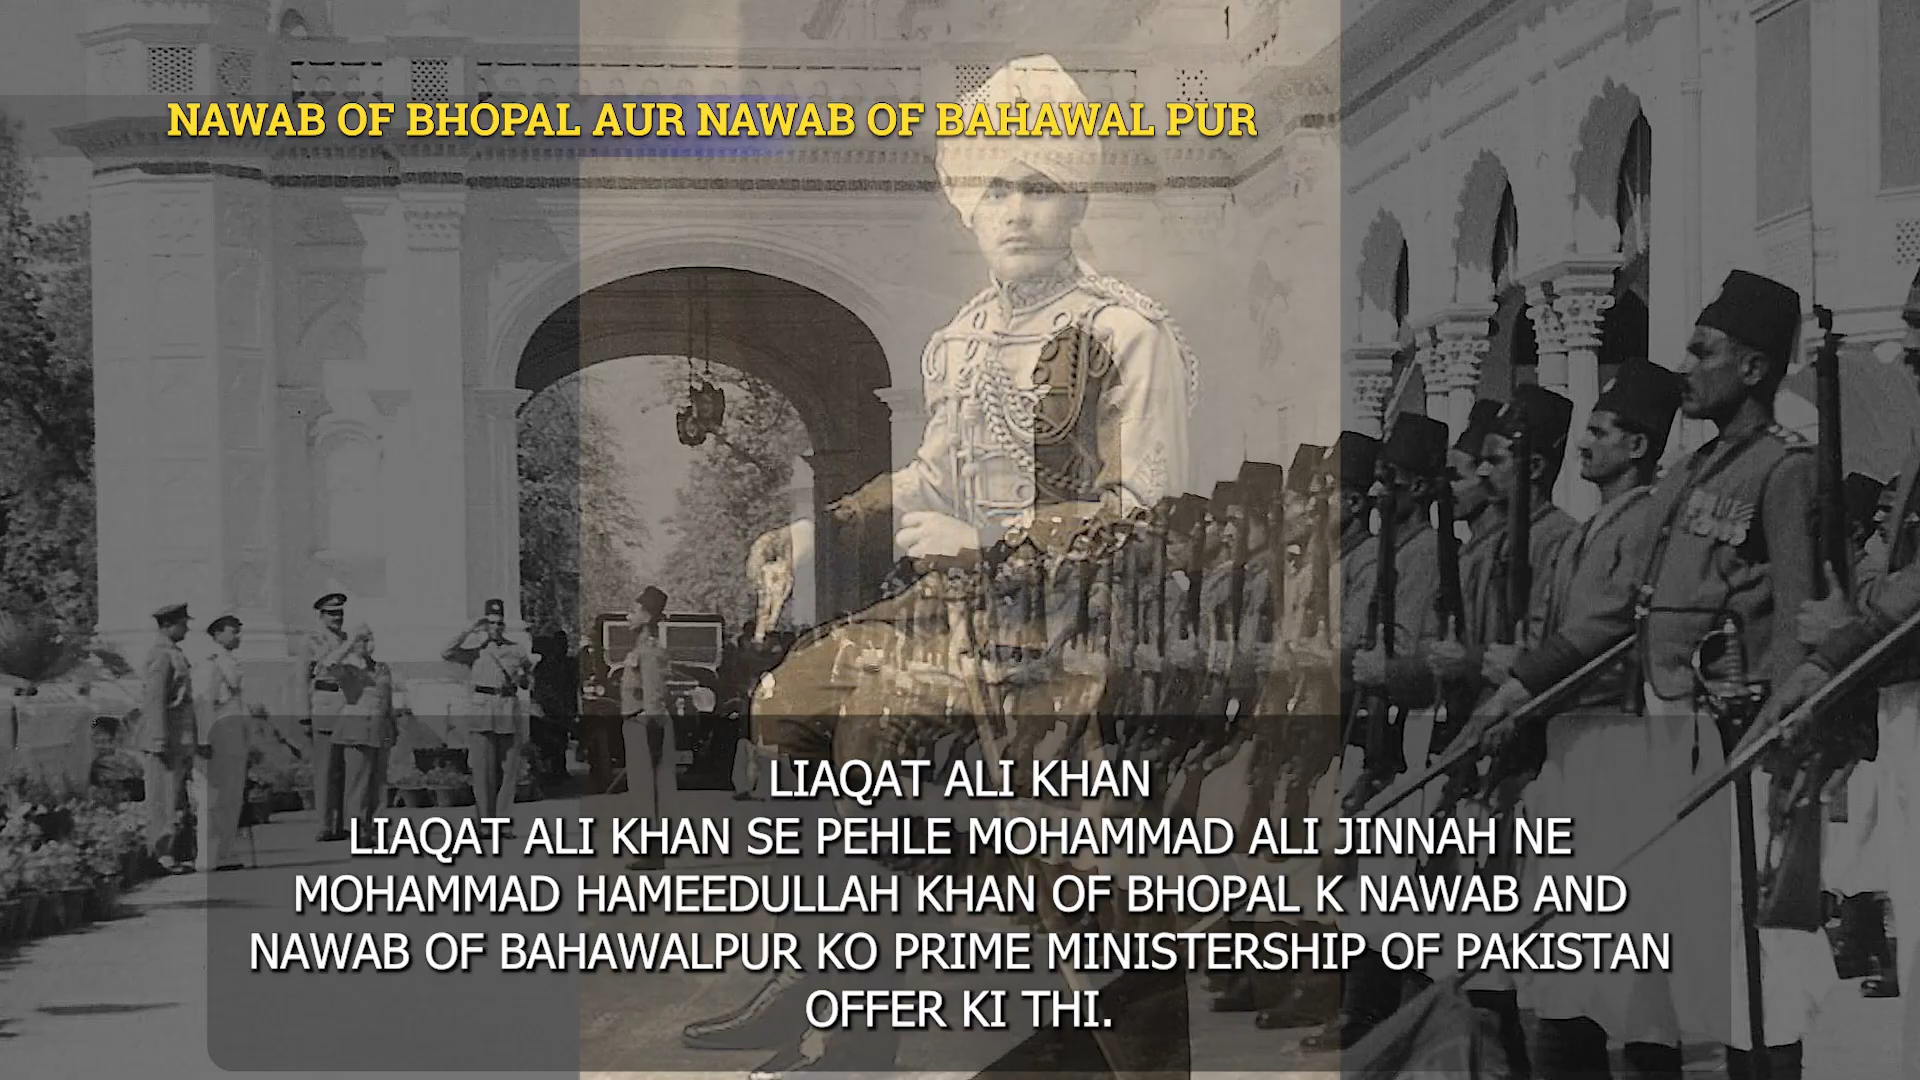 NAWAB OF BHOPAL AUR NAWAB OF BAHAWAL PUR
LIAQAT ALI KHAN
LIAQAT ALI KHAN SE PEHLE MOHAMMAD ALI JINNAH NE
MOHAMMAD HAMEEDULLAH KHAN OF BHOPAL K NAWAB AND
NAWAB OF BAHAWALPUR KO PRIME MINISTERSHIP OF PAKISTAN
OFFER KI THI.